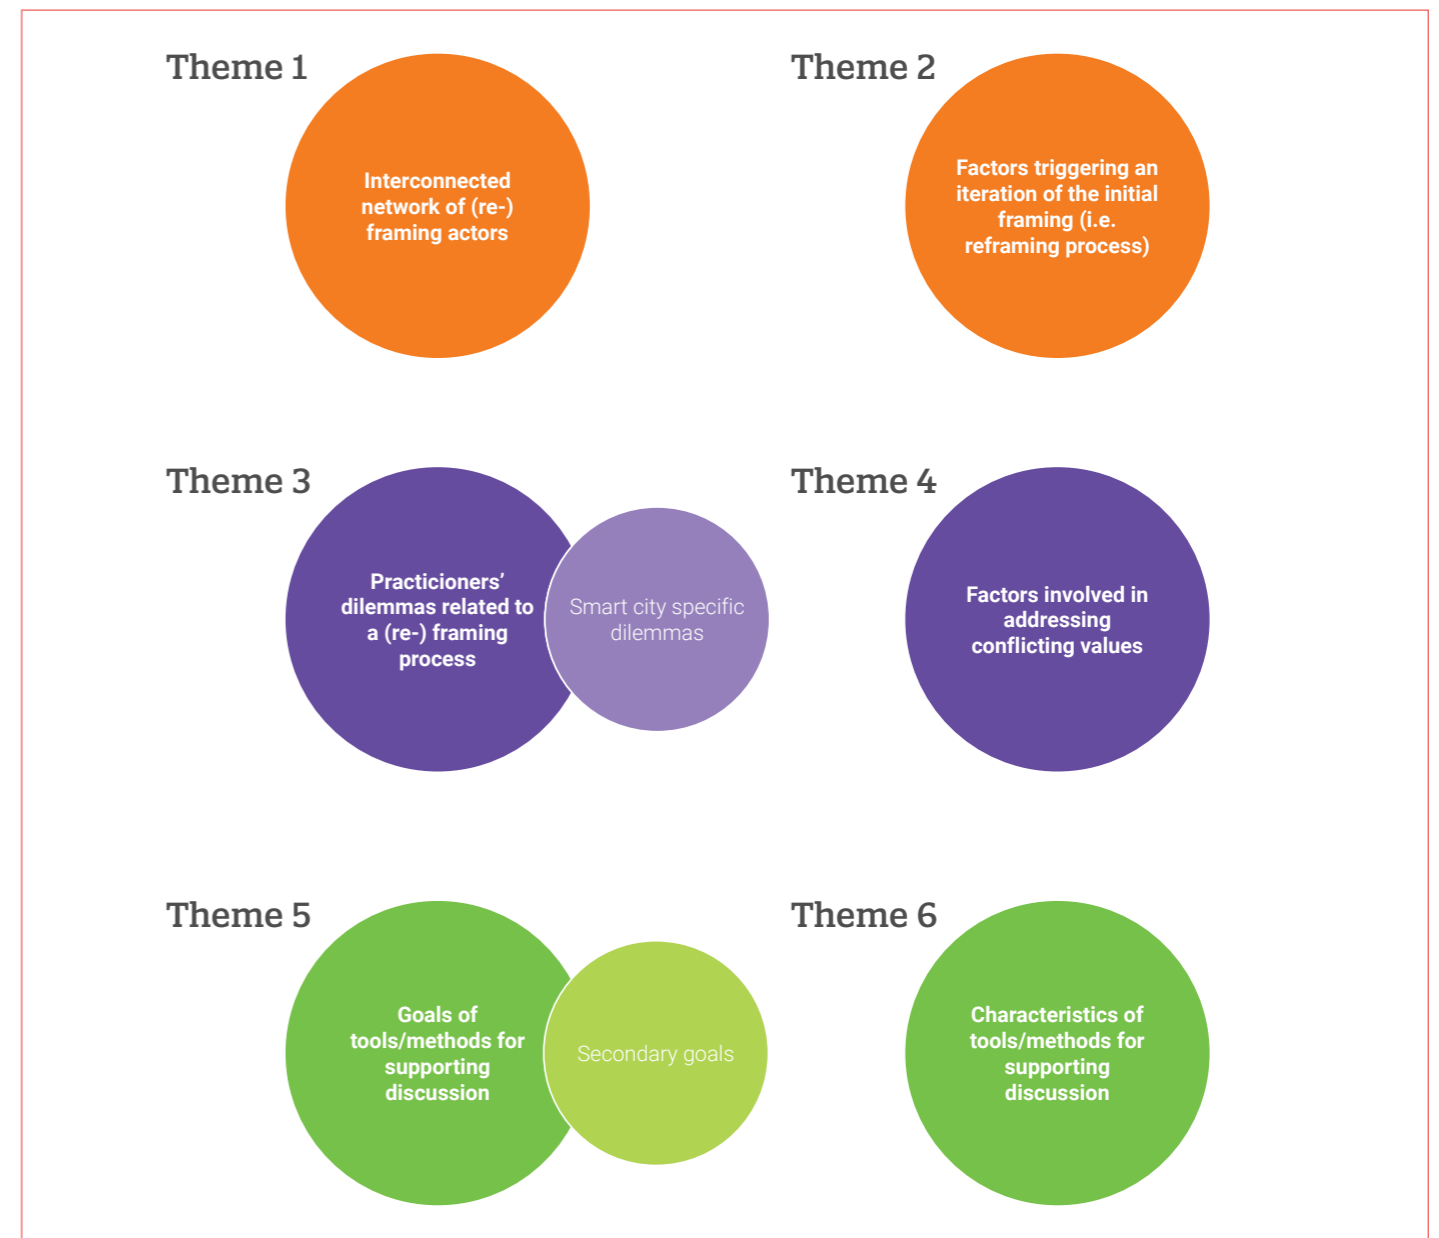 Theme 1
Interconnected
network of (re-)
framing actors
Theme 2
Factors triggering an
iteration of the initial
framing (i.e.
reframing process)
Theme 3
Practicioners’
dilemmas related to
a (re-) framing
process
Smart city specific
dilemmas
Theme 4
Factors involved in
addressing
conflicting values
Theme 5
Goals of
tools/methods for
supporting
discussion
Secondary goals
Theme 6
Characteristics of
tools/methods for
supporting
discussion